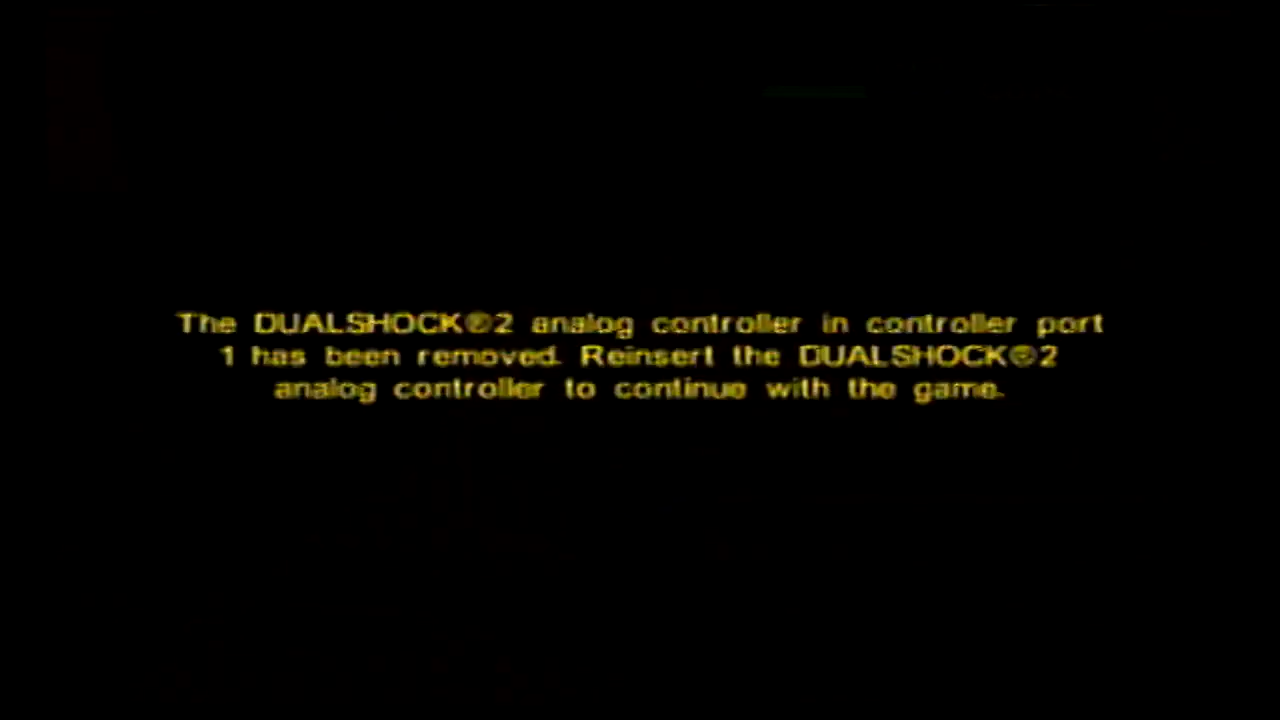 The DUALSHOCK®2 analog controller in controller port
1 has been removed. Reinsert the DUALSHOCK®2
analog controller to continue with the game.